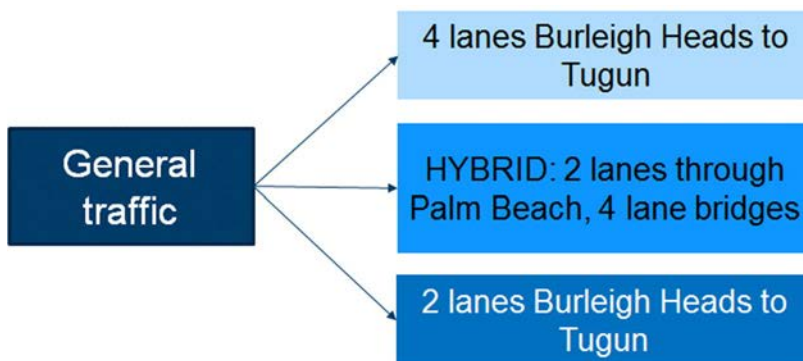 4 lanes Burleigh Heads to
Tugun
General
traffic
HYBRID: 2 lanes through
Palm Beach, 4 lane bridges
2 lanes Burleigh Heads to
Tugun